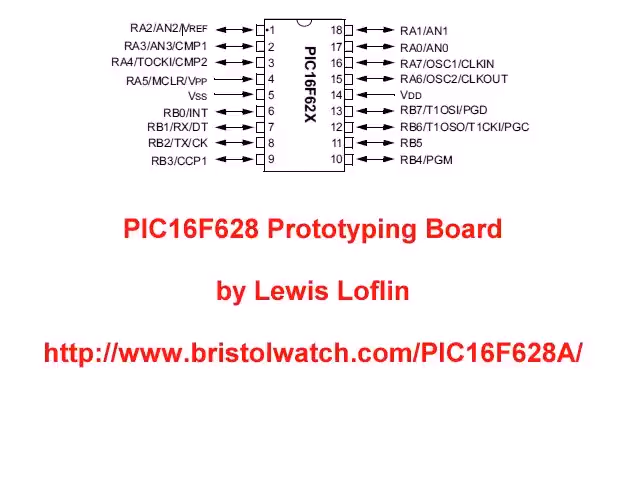 RA2/AN2/VREF 1 18 RA1/AN1
RA3/AN3/CMP1 2 17 RA0/AN0
RA4/TOCKI/CMP2 3 16 RA7/OSC1/CLKIN
RA5/MCLR/VPP 4 15 RA6/OSC2/CLKOUT
VSS 5 14 VDD
RB0/INT 6 13 RB7/T1OSI/PGD
RB1/RX/DT 7 12 RB6/T1OSO/T1CKI/PGC
RB2/TX/CK 8 11 RB5
RB3/CCP1 9 10 RB4/PGM
PIC16F62X
PIC16F628 Prototyping Board
by Lewis Loflin
http://www.bristolwatch.com/PIC16F628A/